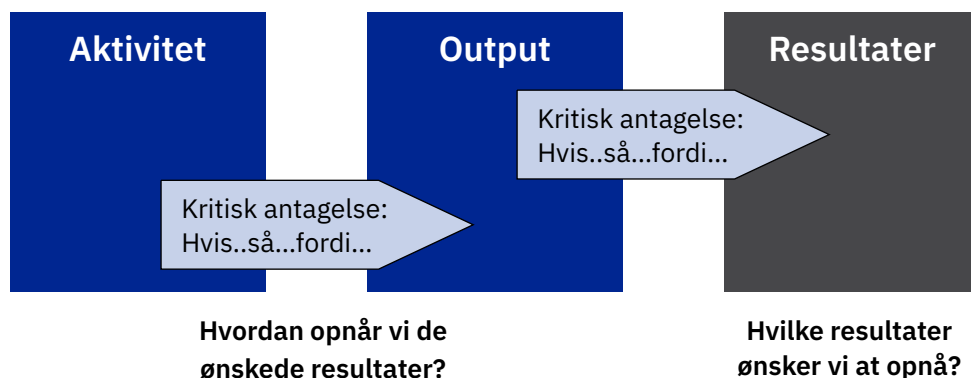 Aktivitet
Output
Resultater
Kritisk antagelse:
Hvis..så...fordi...
Kritisk antagelse:
Hvis..så...fordi...
Hvordan opnår vi de
ønskede resultater?
Hvilke resultater
ønsker vi at opnå?